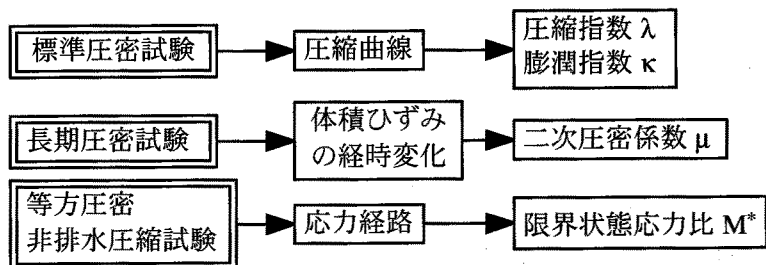 標準圧密試験
圧縮曲線
圧縮指数 λ
膨潤指数 κ
長期圧密試験
体積ひずみ
の経時変化
二次圧密係数 μ
等方圧密
非排水圧縮試験
応力経路
限界状態応力比 M*